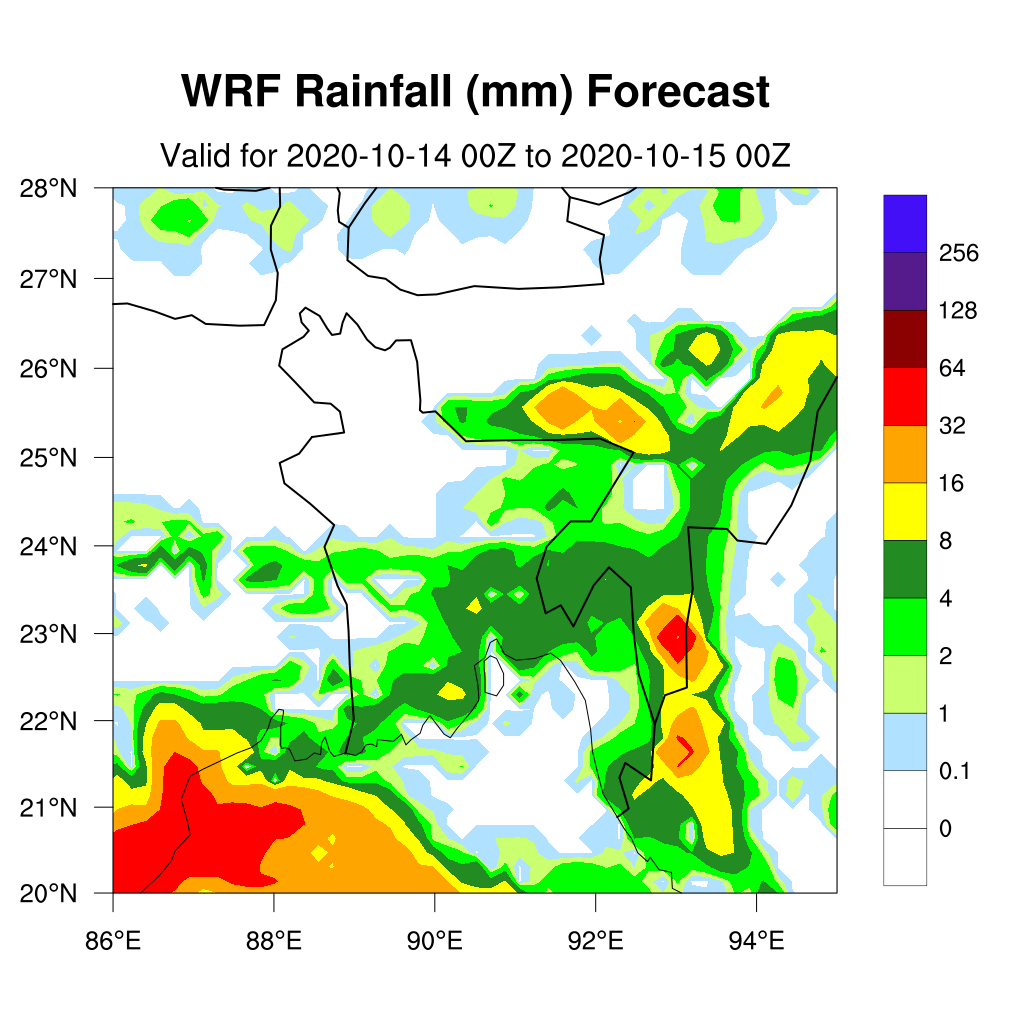 WRF Rainfall (mm) Forecast
Valid for 2020-10-14 00Z to 2020-10-15 00Z
28°N
27°N
26°N
25°N
24°N
23°N
22°N
21°N
20°N
86°E 88°E 90°E 92°E 94°E
256
128
64
32
16
8
4
2
1
0.1
0